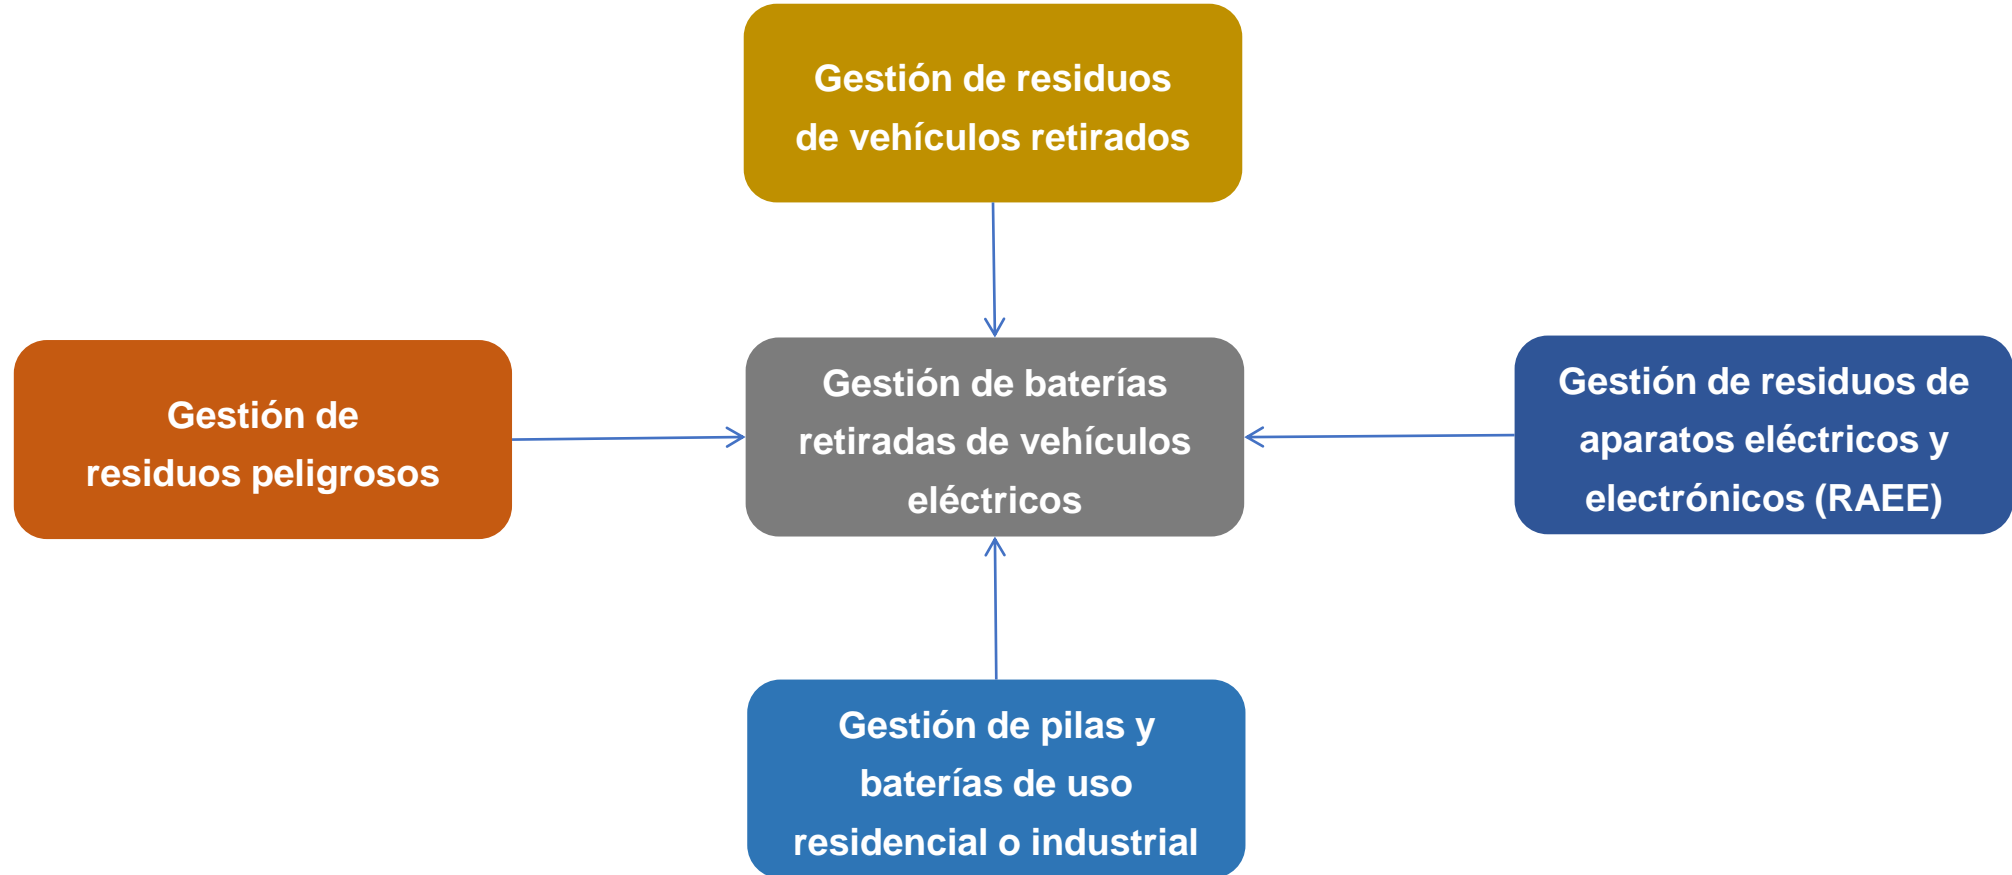 Gestión de residuos
de vehículos retirados
Gestión de
residuos peligrosos
Gestión de baterías
retiradas de vehículos
eléctricos
Gestión de residuos de
aparatos eléctricos y
electrónicos (RAEE)
Gestión de pilas y
baterías de uso
residencial o industrial